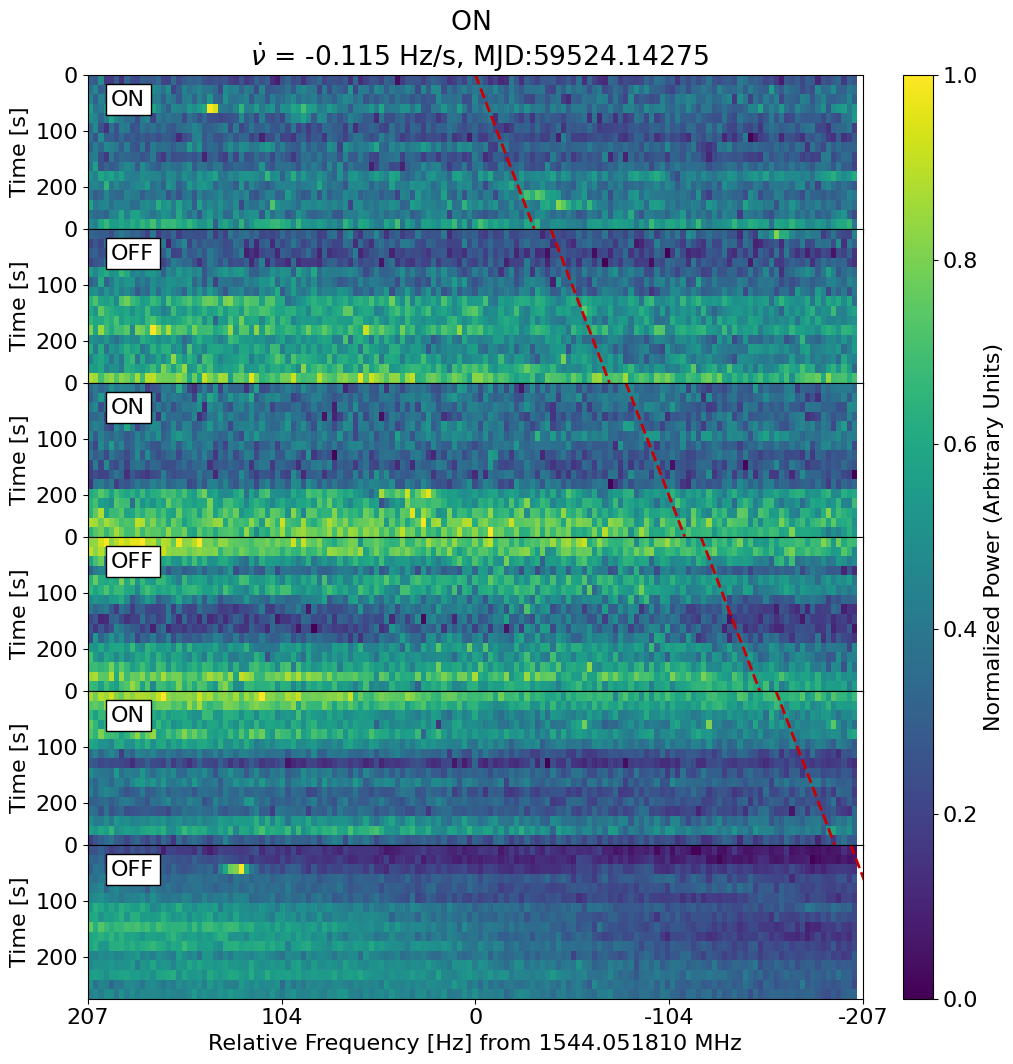 ON
ν̇ = -0.115 Hz/s, MJD:59524.14275
0
100
200
Time [s]
ON
0
100
200
Time [s]
OFF
0
100
200
Time [s]
ON
0
100
200
Time [s]
OFF
0
100
200
Time [s]
ON
0
100
200
Time [s]
OFF
207 104 0 -104 -207
Relative Frequency [Hz] from 1544.051810 MHz
1.0
0.8
0.6
0.4
0.2
0.0
Normalized Power (Arbitrary Units)